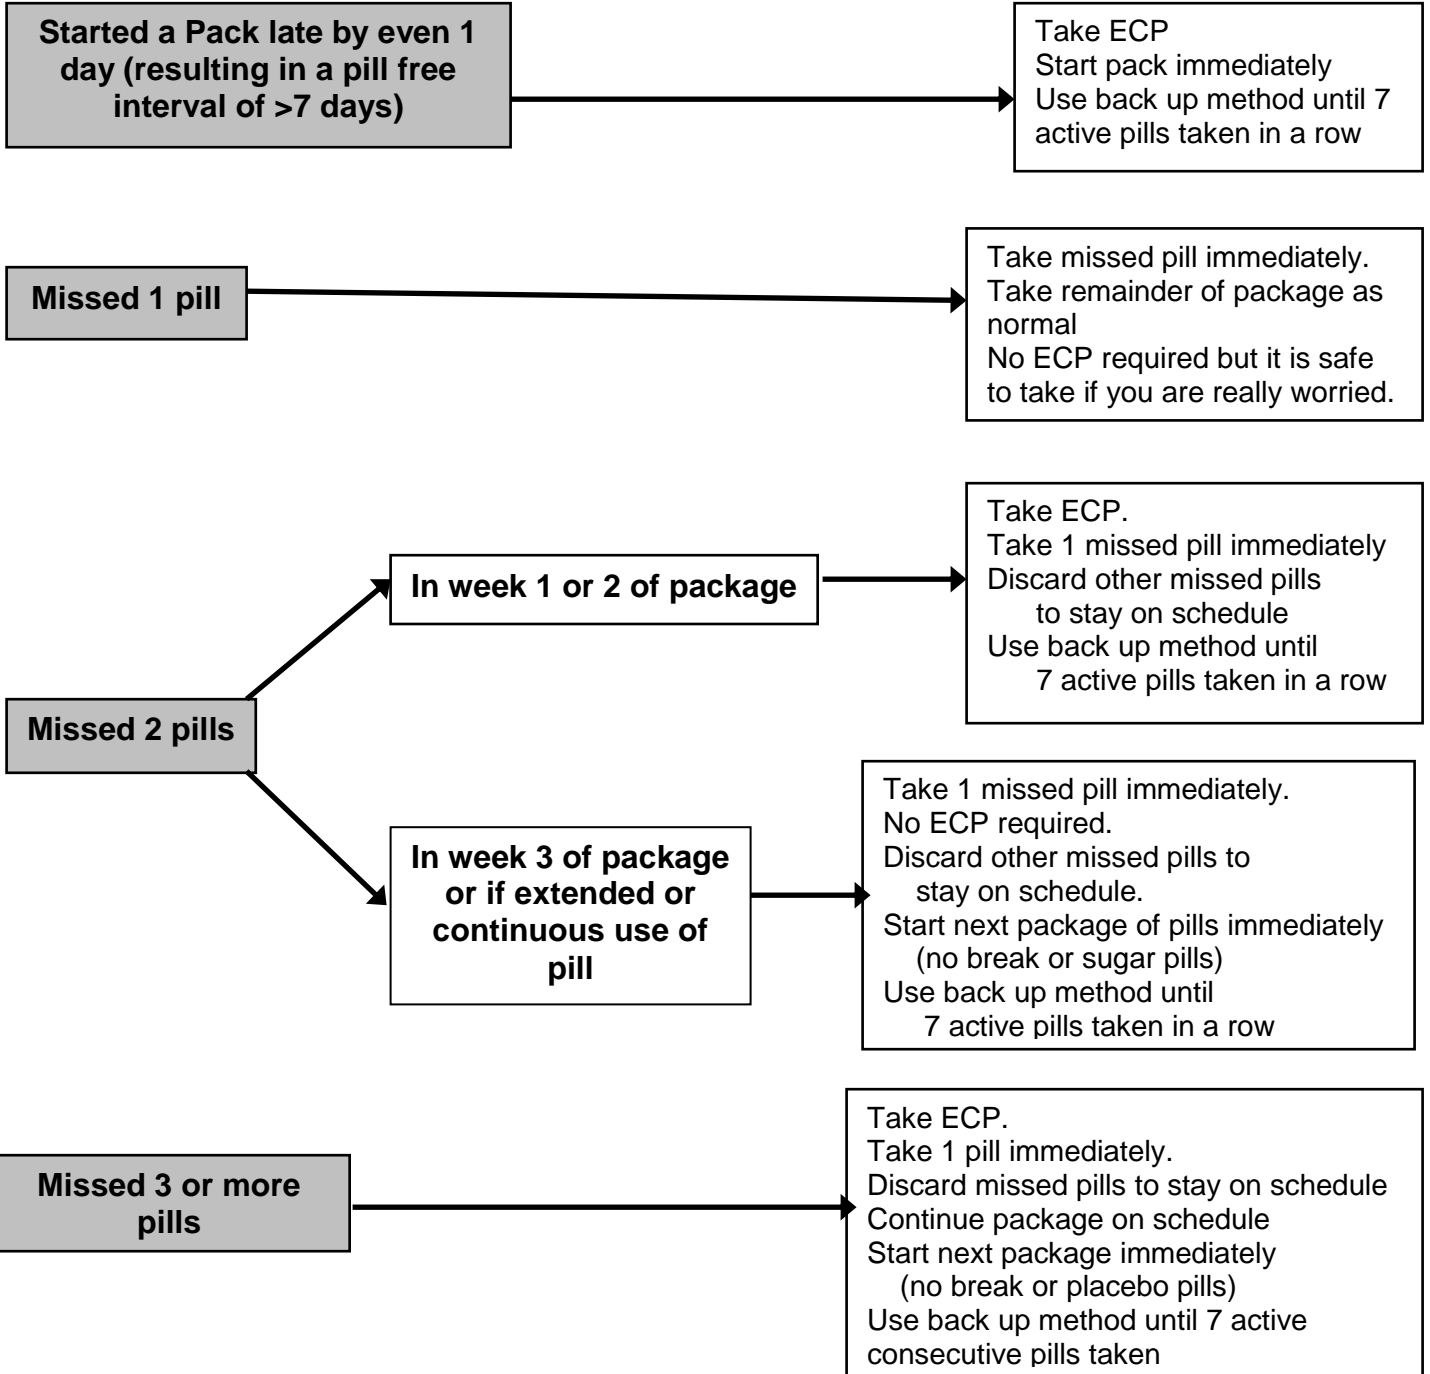 Started a Pack late by even 1
day (resulting in a pill free
interval of >7 days)
Take ECP
Start pack immediately
Use back up method until 7
active pills taken in a row
Missed 1 pill
Take missed pill immediately.
Take remainder of package as
normal
No ECP required but it is safe
to take if you are really worried.
Missed 2 pills
In week 1 or 2 of package
Take ECP.
Take 1 missed pill immediately
Discard other missed pills
to stay on schedule
Use back up method until
7 active pills taken in a row
In week 3 of package
or if extended or
continuous use of
pill
Take 1 missed pill immediately.
No ECP required.
Discard other missed pills to
stay on schedule.
Start next package of pills immediately
(no break or sugar pills)
Use back up method until
7 active pills taken in a row
Missed 3 or more
pills
Take ECP.
Take 1 pill immediately.
Discard missed pills to stay on schedule
Continue package on schedule
Start next package immediately
(no break or placebo pills)
Use back up method until 7 active
consecutive pills taken